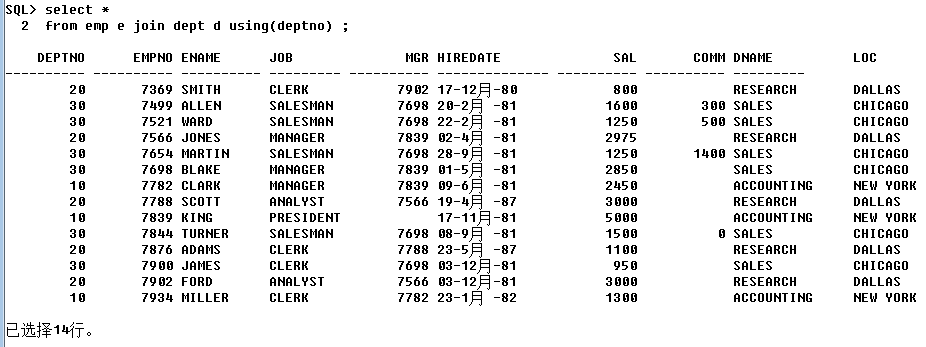 SQL> select *
  2  from emp e join dept d using(deptno) ;
    DEPTNO      EMPNO ENAME      JOB              MGR HIREDATE              SAL       COMM DNAME          LOC
---------- ---------- ---------- --------- ---------- -------------- ---------- ---------- -------------- -------------
        20       7369 SMITH      CLERK           7902 17-12月-80            800            RESEARCH       DALLAS
        30       7499 ALLEN      SALESMAN        7698 20-2月 -81           1600        300 SALES          CHICAGO
        30       7521 WARD       SALESMAN        7698 22-2月 -81           1250        500 SALES          CHICAGO
        20       7566 JONES      MANAGER         7839 02-4月 -81           2975            RESEARCH       DALLAS
        30       7654 MARTIN     SALESMAN        7698 28-9月 -81           1250       1400 SALES          CHICAGO
        30       7698 BLAKE      MANAGER         7839 01-5月 -81           2850            SALES          CHICAGO
        10       7782 CLARK      MANAGER         7839 09-6月 -81           2450            ACCOUNTING     NEW YORK
        20       7788 SCOTT      ANALYST         7566 19-4月 -87           3000            RESEARCH       DALLAS
        10       7839 KING       PRESIDENT            17-11月-81           5000            ACCOUNTING     NEW YORK
        30       7844 TURNER     SALESMAN        7698 08-9月 -81           1500          0 SALES          CHICAGO
        20       7876 ADAMS      CLERK           7788 23-5月 -87           1100            RESEARCH       DALLAS
        30       7900 JAMES      CLERK           7698 03-12月-81            950            SALES          CHICAGO
        20       7902 FORD       ANALYST         7566 03-12月-81           3000            RESEARCH       DALLAS
        10       7934 MILLER     CLERK           7782 23-1月 -82           1300            ACCOUNTING     NEW YORK
已选择14行。